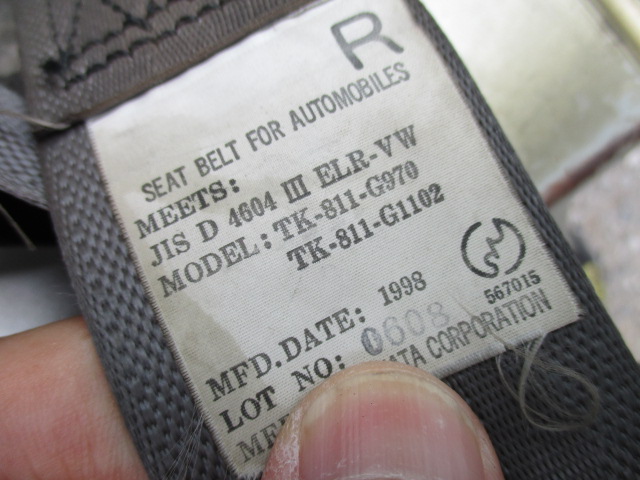 R
SEAT BELT FOR AUTOMOBILES
MEETS:
JIS D 4604 III ELR-VW
MODEL: TK-811-G970
TK-811-G1102
567015
MFD.DATE: 1998
LOT NO: 0608
CORPORATION